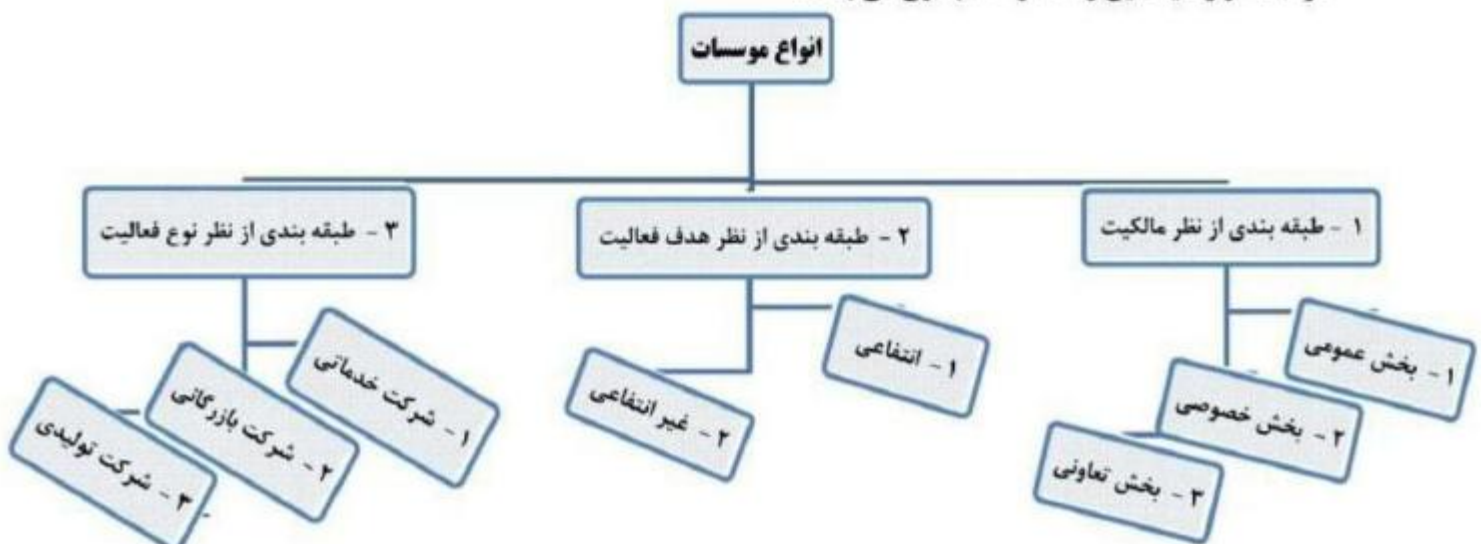 انواع موسسات
۱ - طبقه بندی از نظر مالکیت
۱ - بخش عمومی
۲ - بخش خصوصی
۳ - بخش تعاونی
۲ - طبقه بندی از نظر هدف فعالیت
۱ - انتفاعی
۲ - غیر انتفاعی
۳ - طبقه بندی از نظر نوع فعالیت
۱ - شرکت خدماتی
۲ - شرکت بازرگانی
۳ - شرکت تولیدی